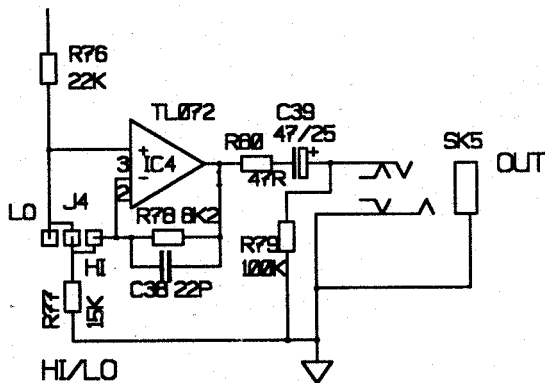 R76
22K
TL072
C39
47/25
R80
47R
SK5
OUT
+
3
IC4
-
2
+
LO
J4
HI
R78 8K2
C38 22P
R79
100K
R77
15K
HI/LO